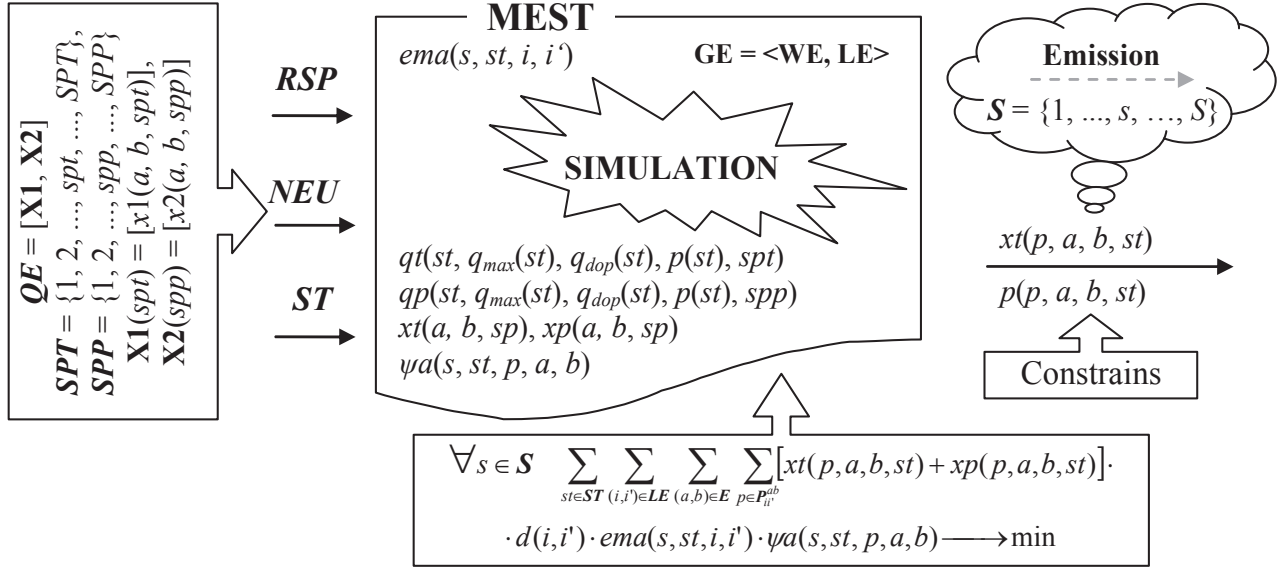 QE = [X1, X2]
SPT = {1, 2, ..., spt, ..., SPT},
SPP = {1, 2, ..., spp, ..., SPP}
X1(spt) = [x1(a, b, spt)],
X2(spp) = [x2(a, b, spp)]
RSP
NEU
ST
MEST
ema(s, st, i, i‘)
GE = <WE, LE>
SIMULATION
qt(st, qmax(st), qdop(st), p(st), spt)
qp(st, qmax(st), qdop(st), p(st), spp)
xt(a, b, sp), xp(a, b, sp)
ψa(s, st, p, a, b)
Emission
S = {1, ..., s, …, S}
xt(p, a, b, st)
p(p, a, b, st)
Constrains
∀s ∈ S ∑ st∈ST ∑ (i,i')∈LE ∑ (a,b)∈E ∑ p∈P_{ii'}^{ab} [xt(p,a,b,st) + xp(p,a,b,st)]·
· d(i,i') · ema(s,st,i,i') · ψa(s,st,p,a,b) ⟶ min